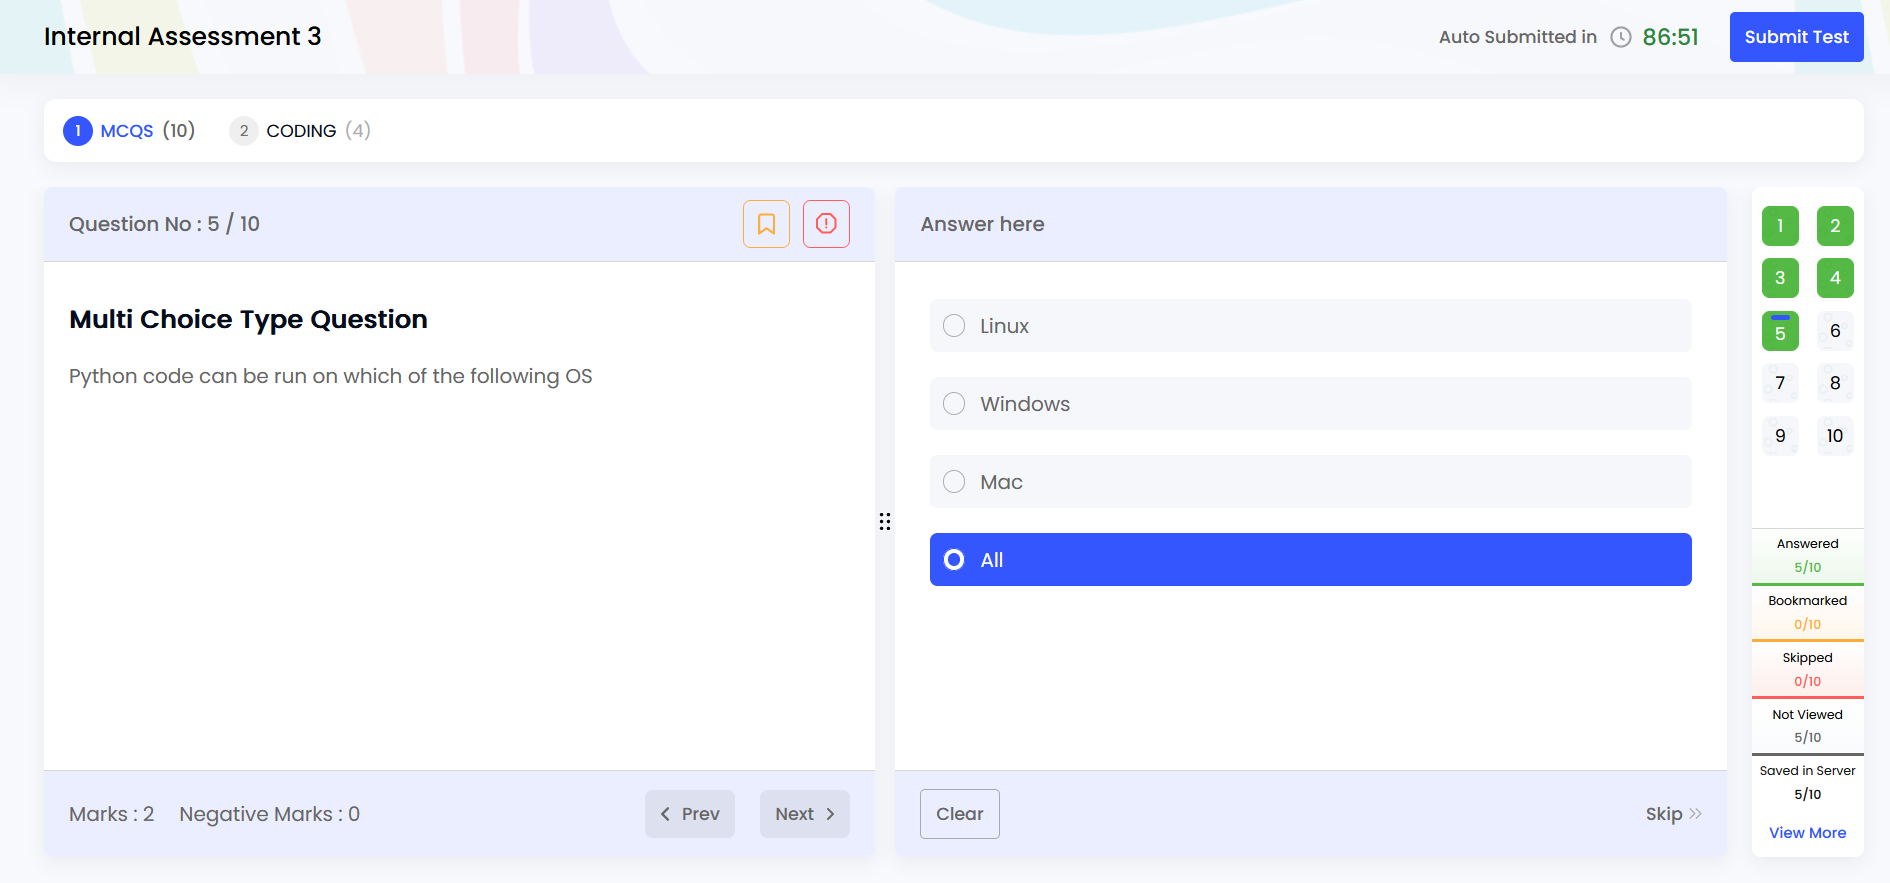 Internal Assessment 3
Auto Submitted in 86:51 Submit Test
1 MCQS (10) 2 CODING (4)
Question No : 5 / 10
Multi Choice Type Question
Python code can be run on which of the following OS
Marks : 2 Negative Marks : 0 Prev Next
Answer here
Linux
Windows
Mac
All
Clear Skip
1 2
3 4
5 6
7 8
9 10
Answered
5/10
Bookmarked
0/10
Skipped
0/10
Not Viewed
5/10
Saved in Server
5/10
View More